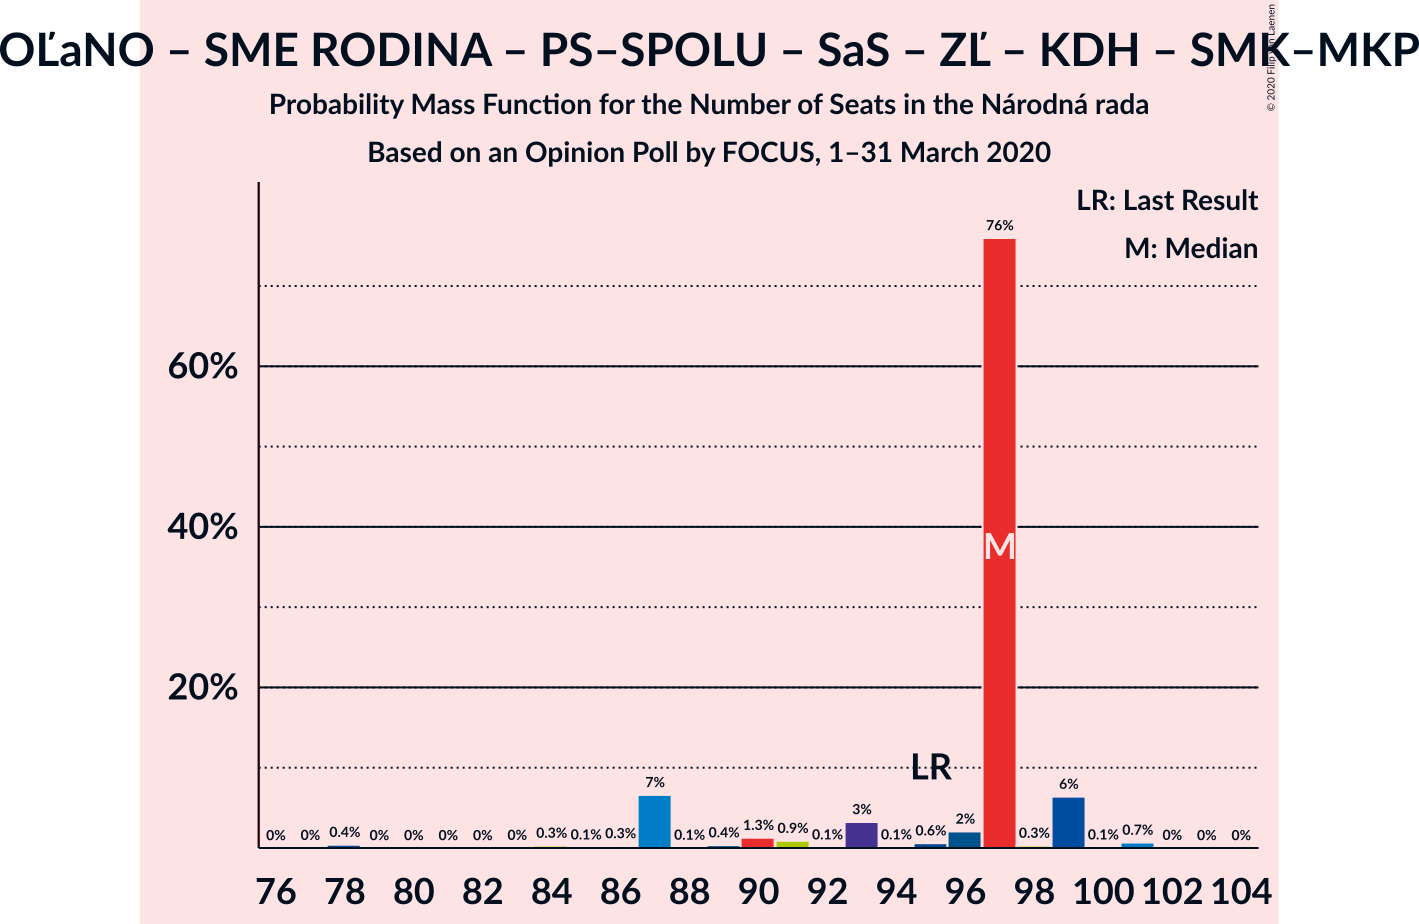 OĽaNO – SME RODINA – PS–SPOLU – SaS – ZĽ – KDH – SMK–MKP
Probability Mass Function for the Number of Seats in the Národná rada
Based on an Opinion Poll by FOCUS, 1–31 March 2020
© 2020 Filip van Laenen
LR: Last Result
M: Median
60%
40%
20%
0% 0% 0.4% 0% 0% 0% 0% 0% 0.3% 0.1% 0.3% 7% 0.1% 0.4% 1.3% 0.9% 0.1% 3% 0.1% 0.6% 2% 76% 0.3% 6% 0.1% 0.7% 0% 0% 0%
LR
M
76 78 80 82 84 86 88 90 92 94 96 98 100 102 104